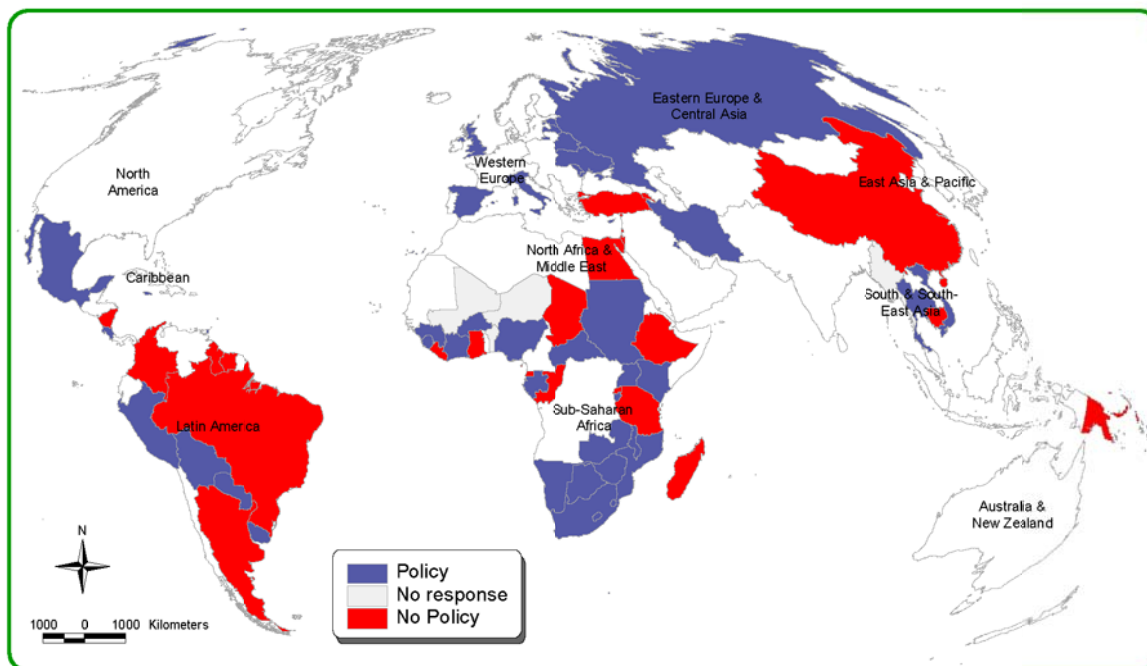 Eastern Europe &
Central Asia
North
America
Western
Europe
East Asia & Pacific
North Africa &
Middle East
Caribbean
South & South-
East Asia
Latin America
Sub-Saharan
Africa
Australia &
New Zealand
N
Policy
No response
No Policy
1000 0 1000 Kilometers